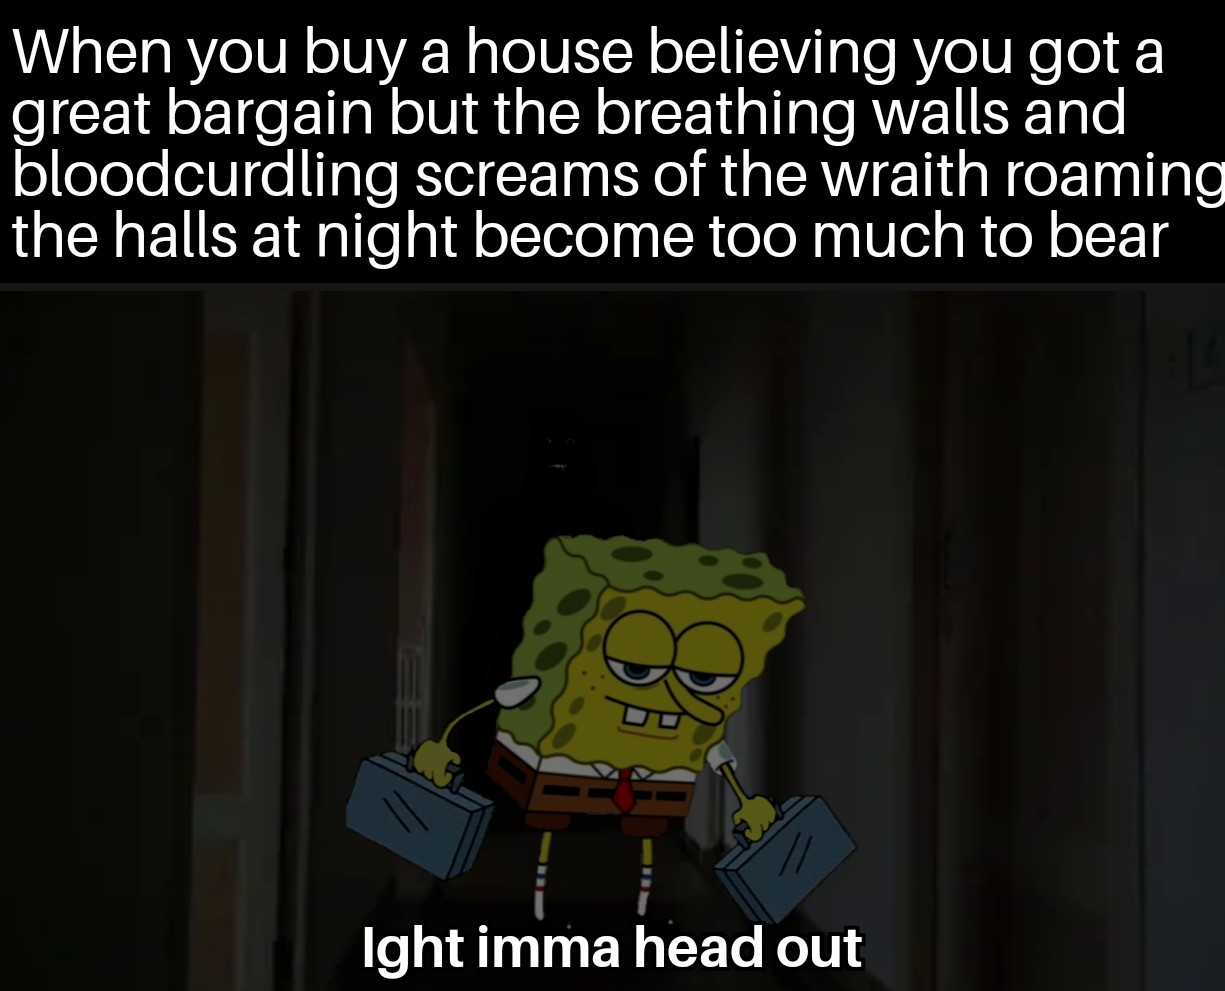 When you buy a house believing you got a
great bargain but the breathing walls and
bloodcurdling screams of the wraith roaming
the halls at night become too much to bear
Ight imma head out